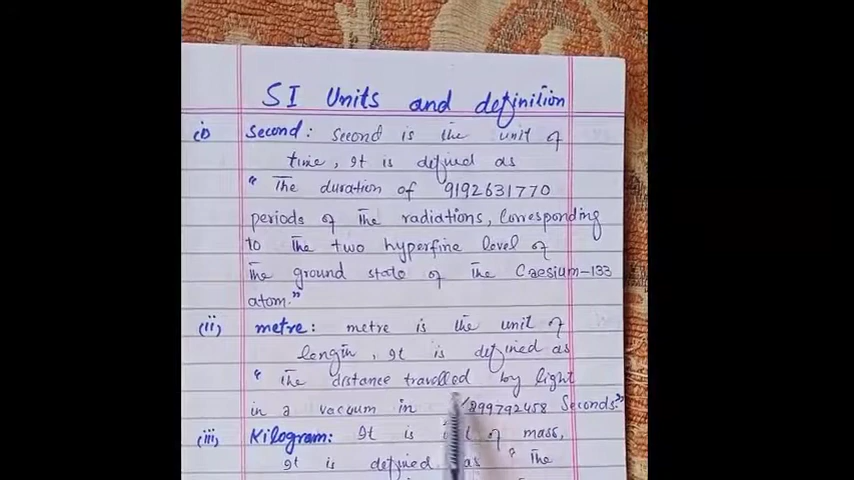 SI Units and definition
(i) Second: Second is the unit of
time, It is defined as
" The duration of 9192631770
periods of The radiations, Corresponding
to The two hyperfine level of
The ground state of The Caesium-133
atom."
(ii) metre: metre is the unit of
length, It is defined as
" The distance travelled by light
in a vacuum in /299792458 Seconds."
(iii) Kilogram: It is of mass,
It is defined as " The